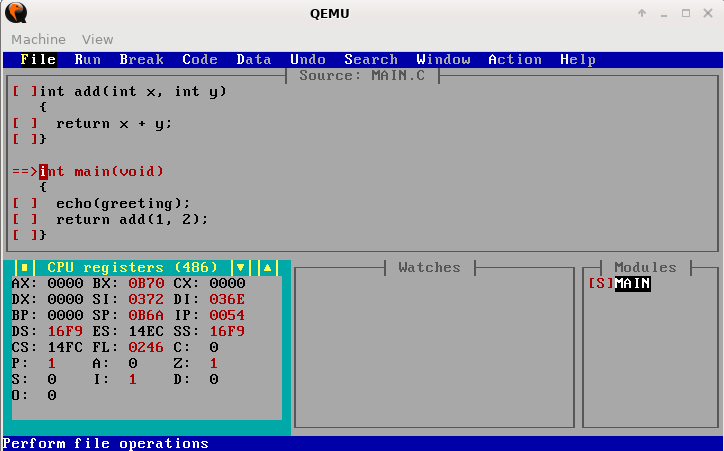 QEMU
Machine View
File Run Break Code Data Undo Search Window Action Help
Source: MAIN.C
[ ]int add(int x, int y)
{
[ ] return x + y;
[ ]}
==>int main(void)
{
[ ] echo(greeting);
[ ] return add(1, 2);
[ ]}
CPU registers (486)
AX: 0000 BX: 0B70 CX: 0000
DX: 0000 SI: 0372 DI: 036E
BP: 0000 SP: 0B6A IP: 0054
DS: 16F9 ES: 14EC SS: 16F9
CS: 14FC FL: 0246 C: 0
P: 1 A: 0 Z: 1
S: 0 I: 1 D: 0
O: 0
Watches
Modules
[S]MAIN
Perform file operations